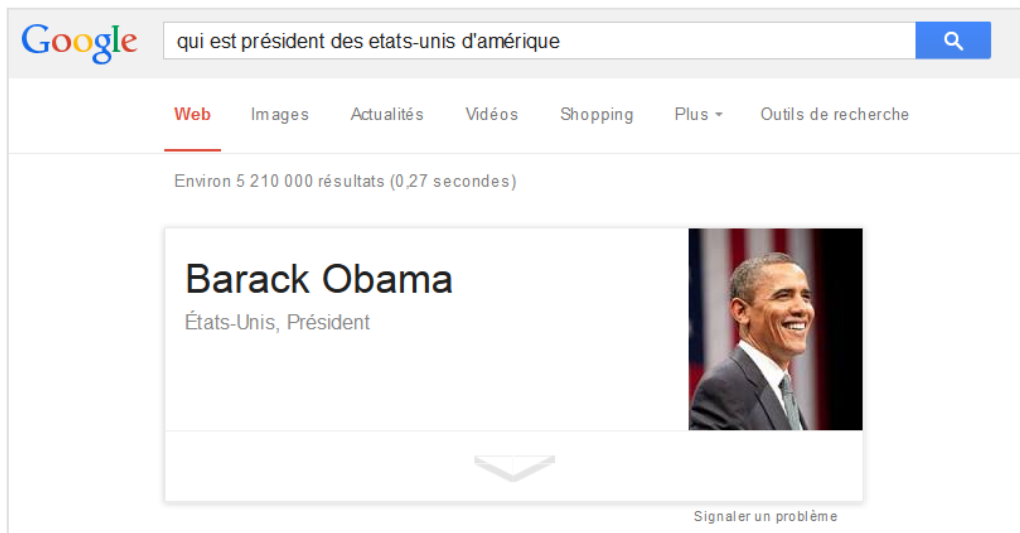 Google
qui est président des etats-unis d'amérique
Web Images Actualités Vidéos Shopping Plus Outils de recherche
Environ 5 210 000 résultats (0,27 secondes)
Barack Obama
États-Unis, Président
Signaler un problème